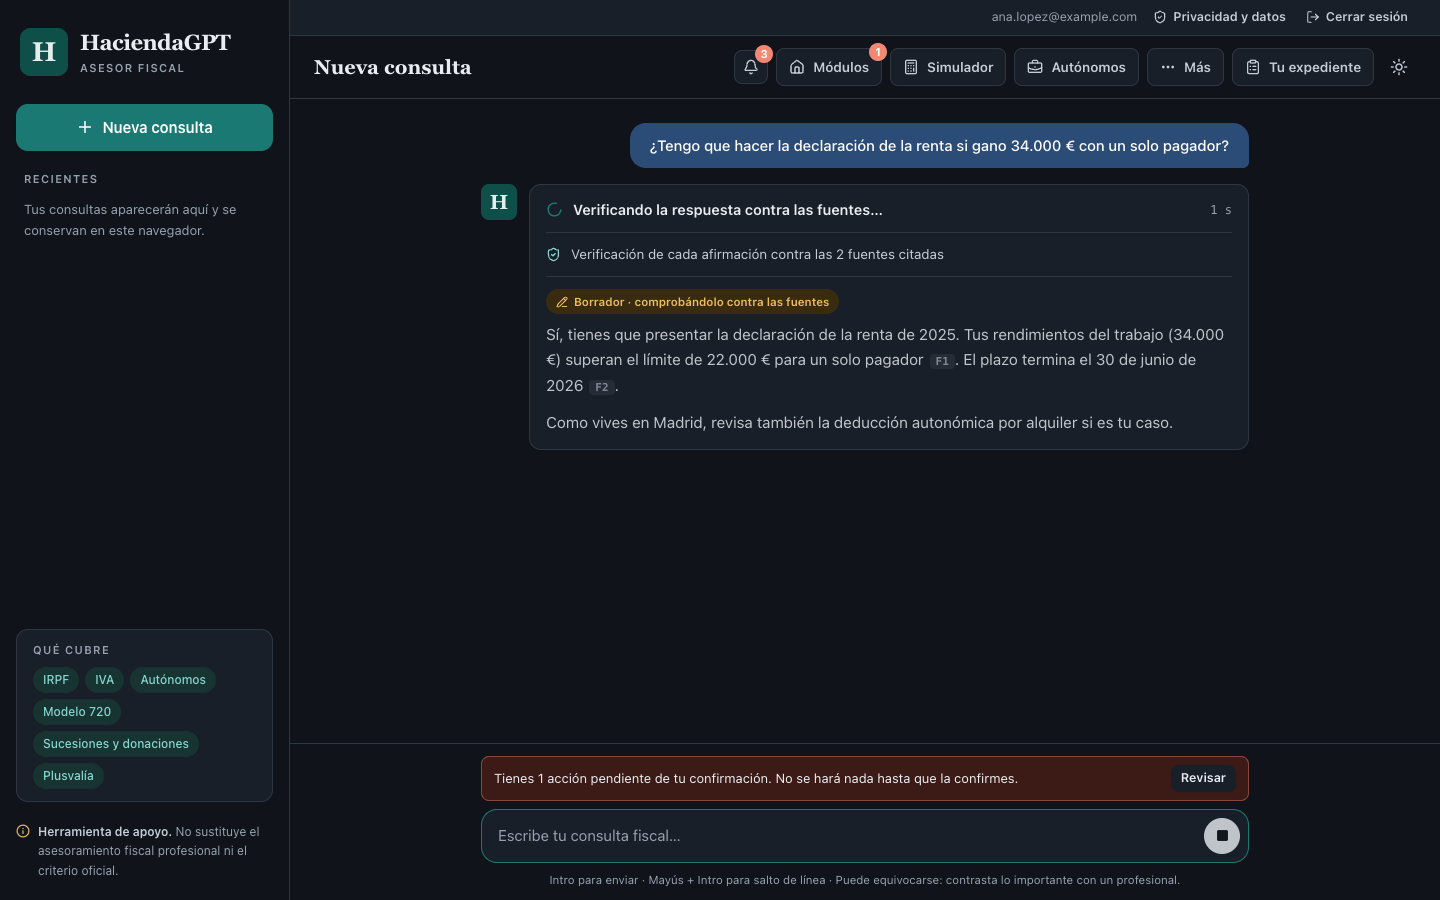 H
HaciendaGPT
ASESOR FISCAL
Nueva consulta
RECIENTES
Tus consultas aparecerán aquí y se
conservan en este navegador.
QUÉ CUBRE
IRPF IVA Autónomos
Modelo 720
Sucesiones y donaciones
Plusvalía
Herramienta de apoyo. No sustituye el
asesoramiento fiscal profesional ni el
criterio oficial.
ana.lopez@example.com Privacidad y datos Cerrar sesión
Nueva consulta
3 Módulos 1 Simulador Autónomos Más Tu expediente
¿Tengo que hacer la declaración de la renta si gano 34.000 € con un solo pagador?
H
Verificando la respuesta contra las fuentes... 1 s
Verificación de cada afirmación contra las 2 fuentes citadas
Borrador · comprobándolo contra las fuentes
Sí, tienes que presentar la declaración de la renta de 2025. Tus rendimientos del trabajo (34.000
€) superan el límite de 22.000 € para un solo pagador F1. El plazo termina el 30 de junio de
2026 F2.
Como vives en Madrid, revisa también la deducción autonómica por alquiler si es tu caso.
Tienes 1 acción pendiente de tu confirmación. No se hará nada hasta que la confirmes. Revisar
Escribe tu consulta fiscal...
Intro para enviar · Mayús + Intro para salto de línea · Puede equivocarse: contrasta lo importante con un profesional.